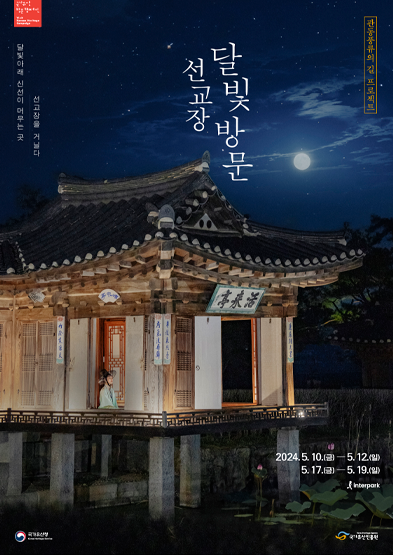 관동풍류의 길 프로젝트
달빛방문
선교장
달빛아래 신선이 머무는 곳
선교장을 거닐다
活來亭
2024. 5. 10.(금) — 5. 12.(일)
5. 17.(금) — 5. 19.(일)
interpark
국가유산청
국가유산진흥원